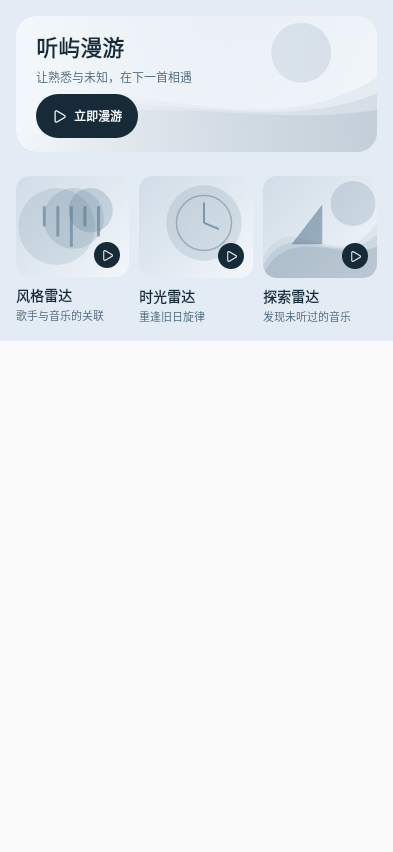 听屿漫游
让熟悉与未知，在下一首相遇
立即漫游
风格雷达
歌手与音乐的关联
时光雷达
重逢旧日旋律
探索雷达
发现未听过的音乐